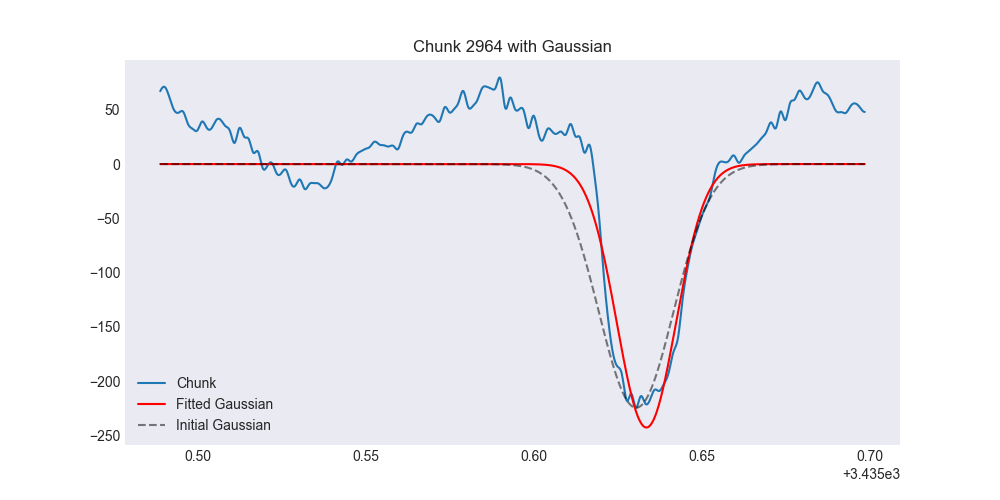 Chunk 2964 with Gaussian
50
0
−50
−100
−150
−200
−250
Chunk
Fitted Gaussian
Initial Gaussian
0.50 0.55 0.60 0.65 0.70
+3.435e3